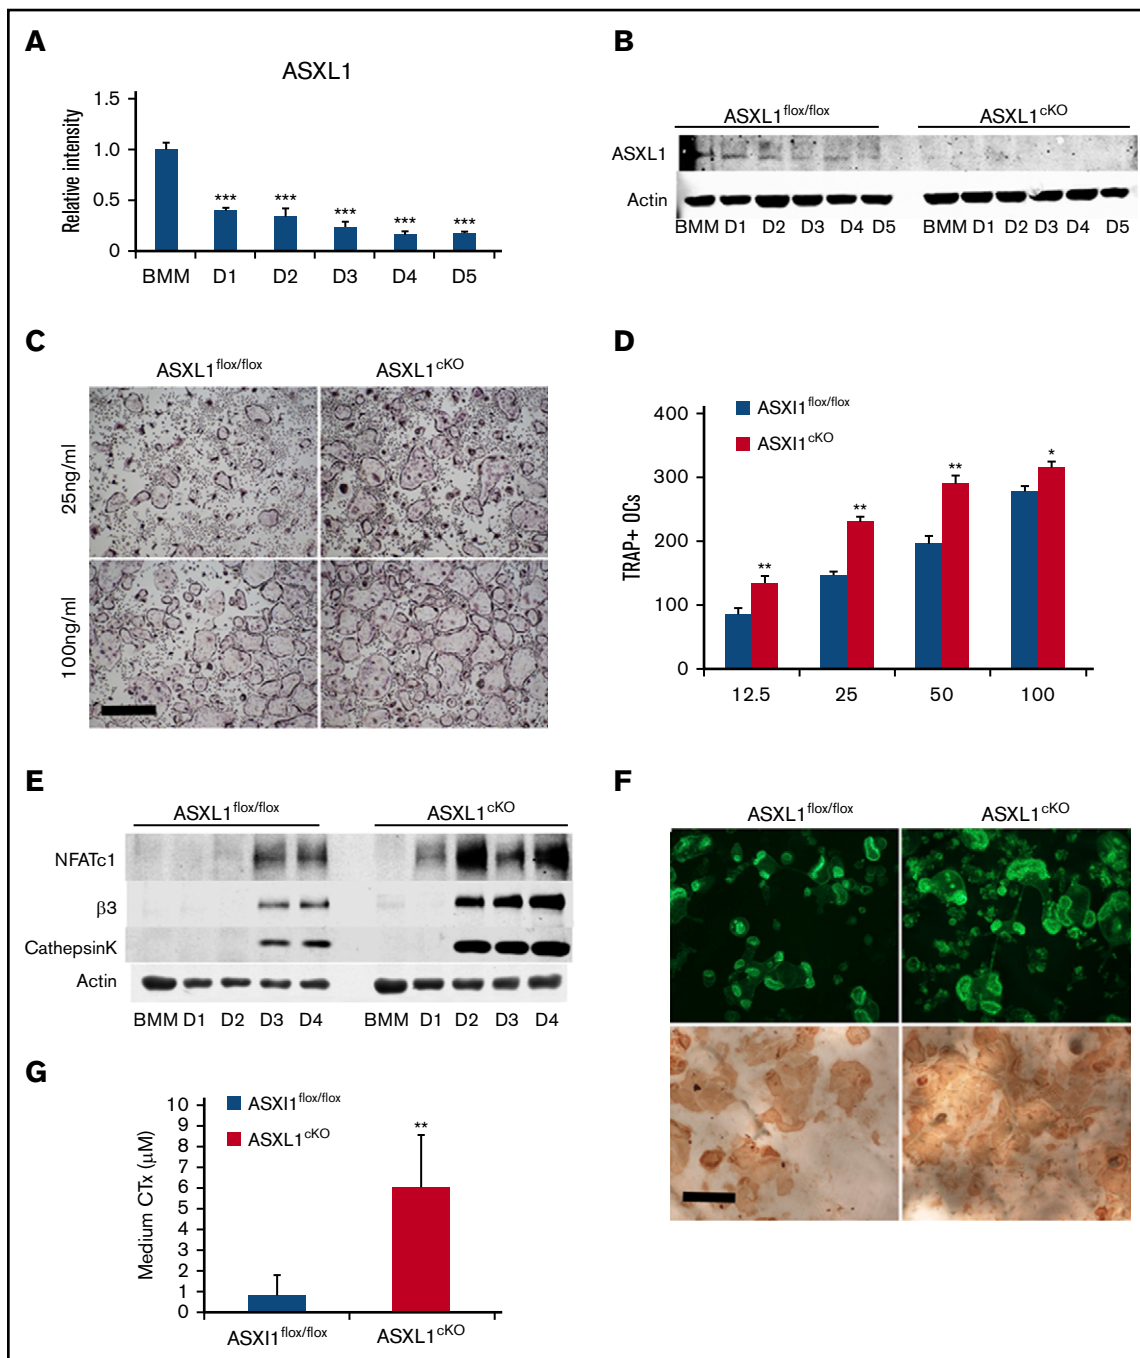 A
ASXL1
Relative intensity
1.5
1.0
0.5
0
*** *** *** *** ***
BMM D1 D2 D3 D4 D5
B
ASXL1flox/flox ASXL1cKO
ASXL1
Actin
BMM D1 D2 D3 D4 D5 BMM D1 D2 D3 D4 D5
C
ASXL1flox/flox ASXL1cKO
25ng/ml
100ng/ml
D
ASXl1flox/flox
ASXl1cKO
TRAP+ OCs
400
300
200
100
0
** ** ** *
12.5 25 50 100
E
ASXL1flox/flox ASXL1cKO
NFATc1
β3
CathepsinK
Actin
BMM D1 D2 D3 D4 BMM D1 D2 D3 D4
F
ASXL1flox/flox ASXL1cKO
G
ASXl1flox/flox
ASXL1cKO
Medium CTx (μM)
10
9
8
7
6
5
4
3
2
1
0
**
ASXl1flox/flox ASXL1cKO